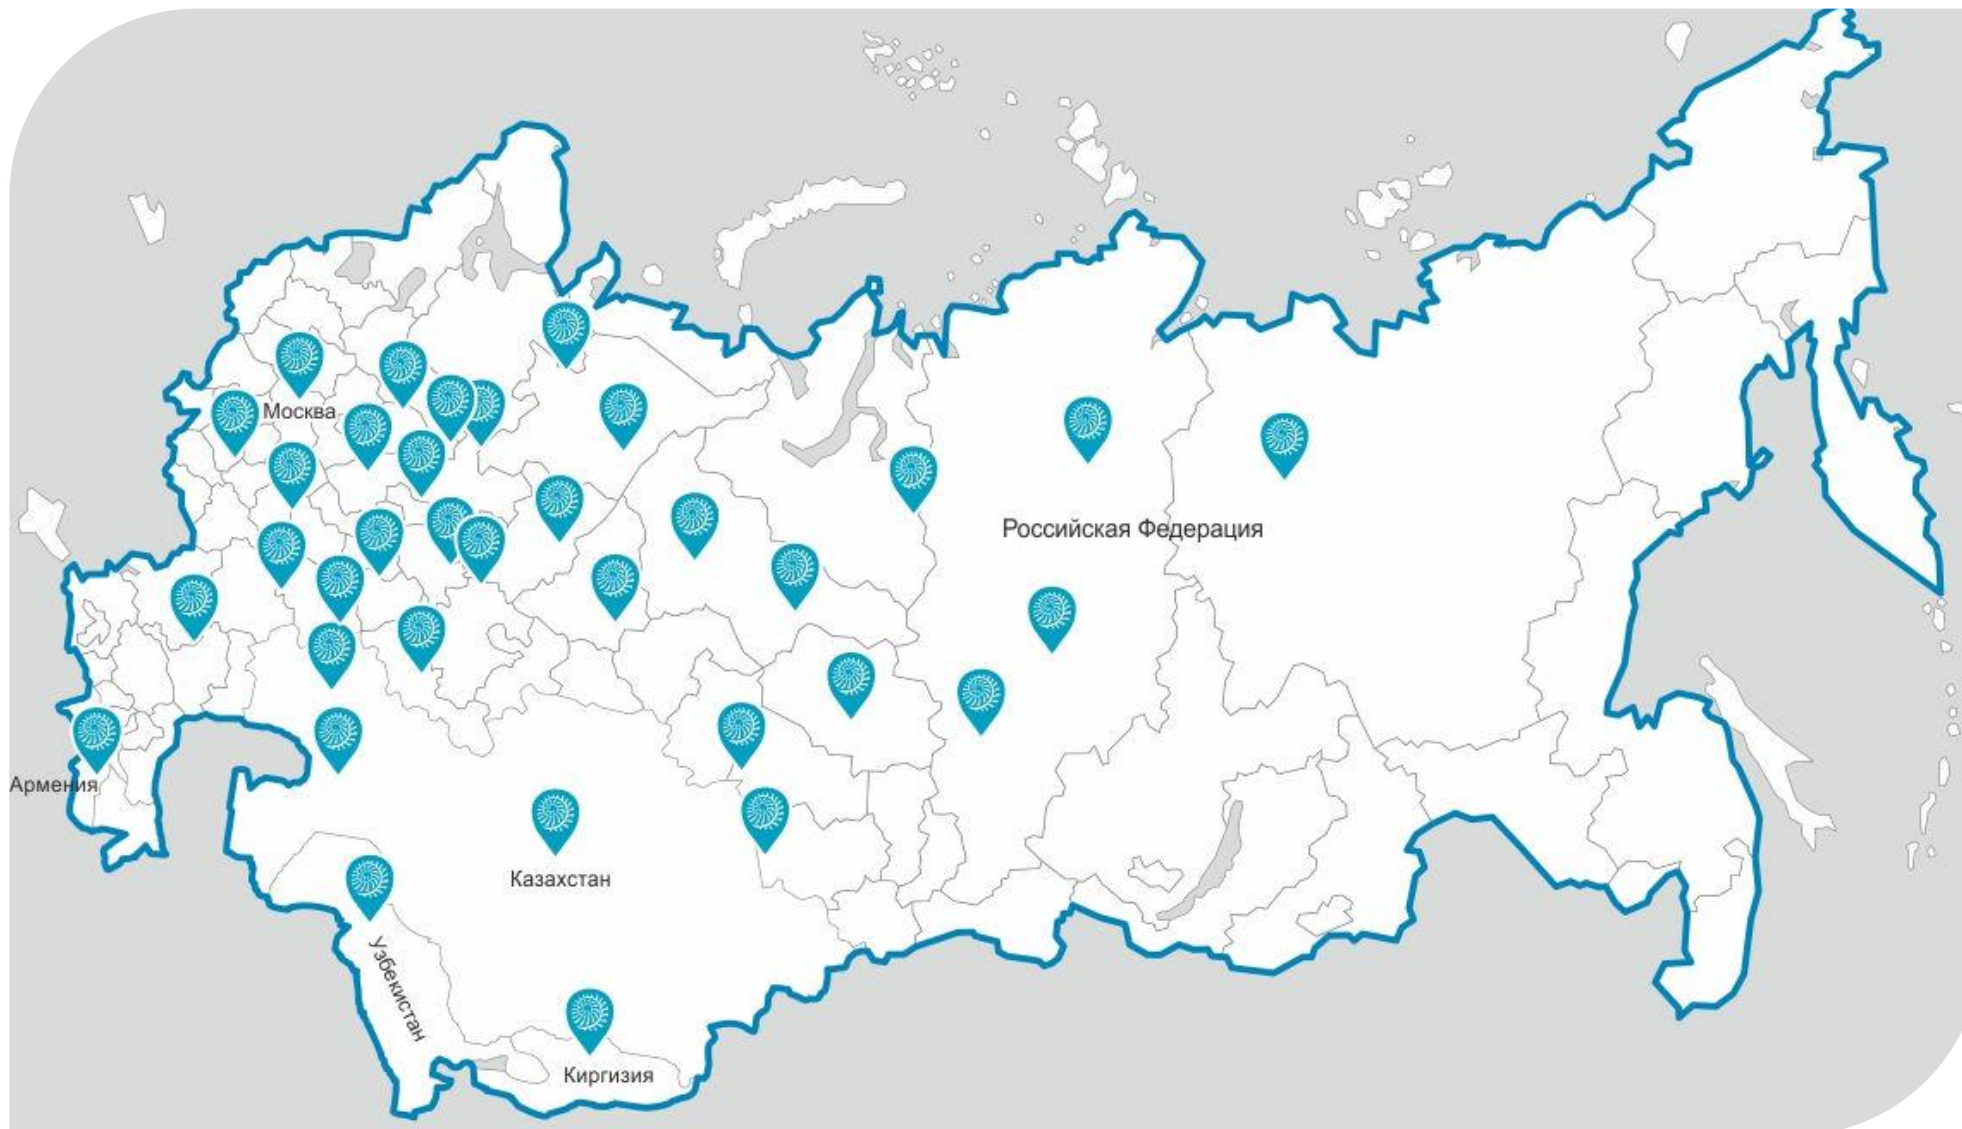 Москва
Российская Федерация
Армения
Казахстан
Узбекистан
Киргизия